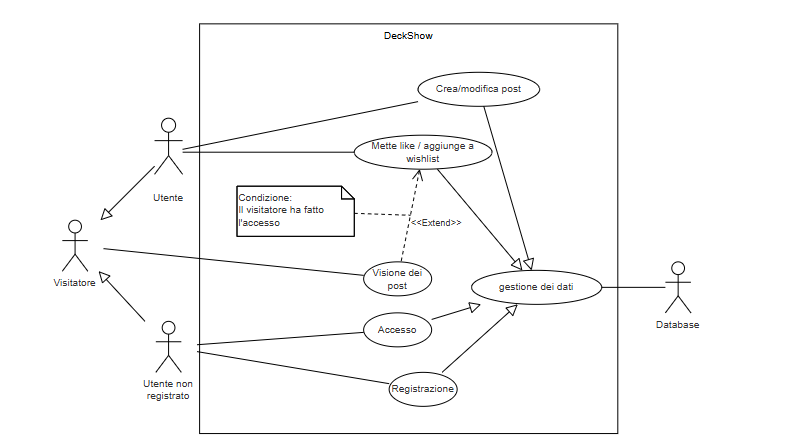 DeckShow
Crea/modifica post
Mette like / aggiunge a
wishlist
Utente
Condizione:
Il visitatore ha fatto
l'accesso
<<Extend>>
Visitatore
Visione dei
post
gestione dei dati
Database
Accesso
Utente non
registrato
Registrazione